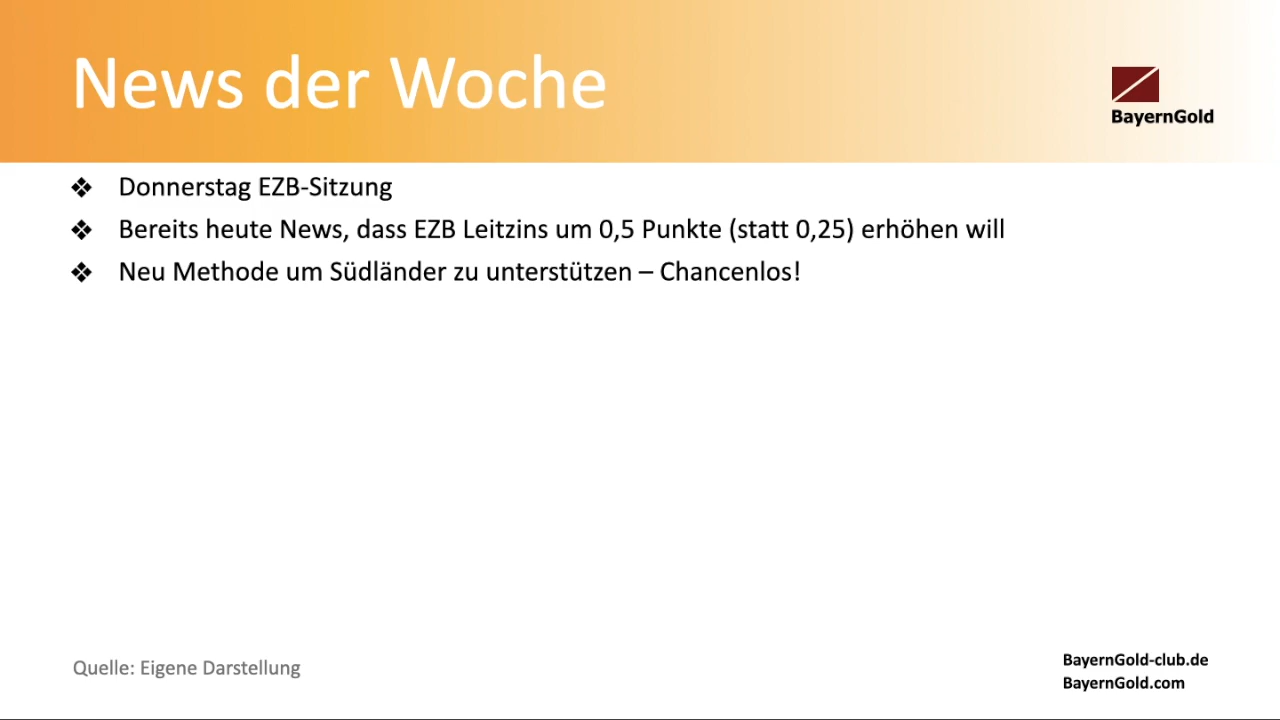 News der Woche
BayernGold
❖ Donnerstag EZB-Sitzung
❖ Bereits heute News, dass EZB Leitzins um 0,5 Punkte (statt 0,25) erhöhen will
❖ Neu Methode um Südländer zu unterstützen – Chancenlos!
Quelle: Eigene Darstellung
BayernGold-club.de
BayernGold.com